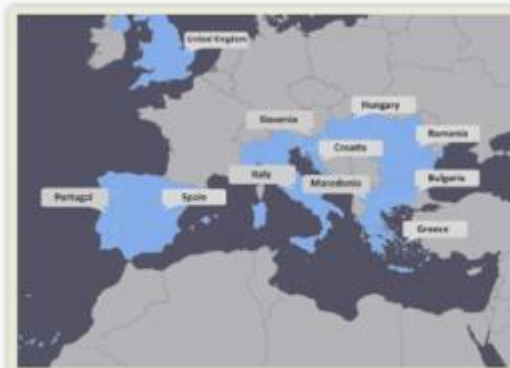 United Kingdom
Hungary
Slovenia
Romania
Croatia
Italy
Macedonia
Bulgaria
Portugal
Spain
Greece